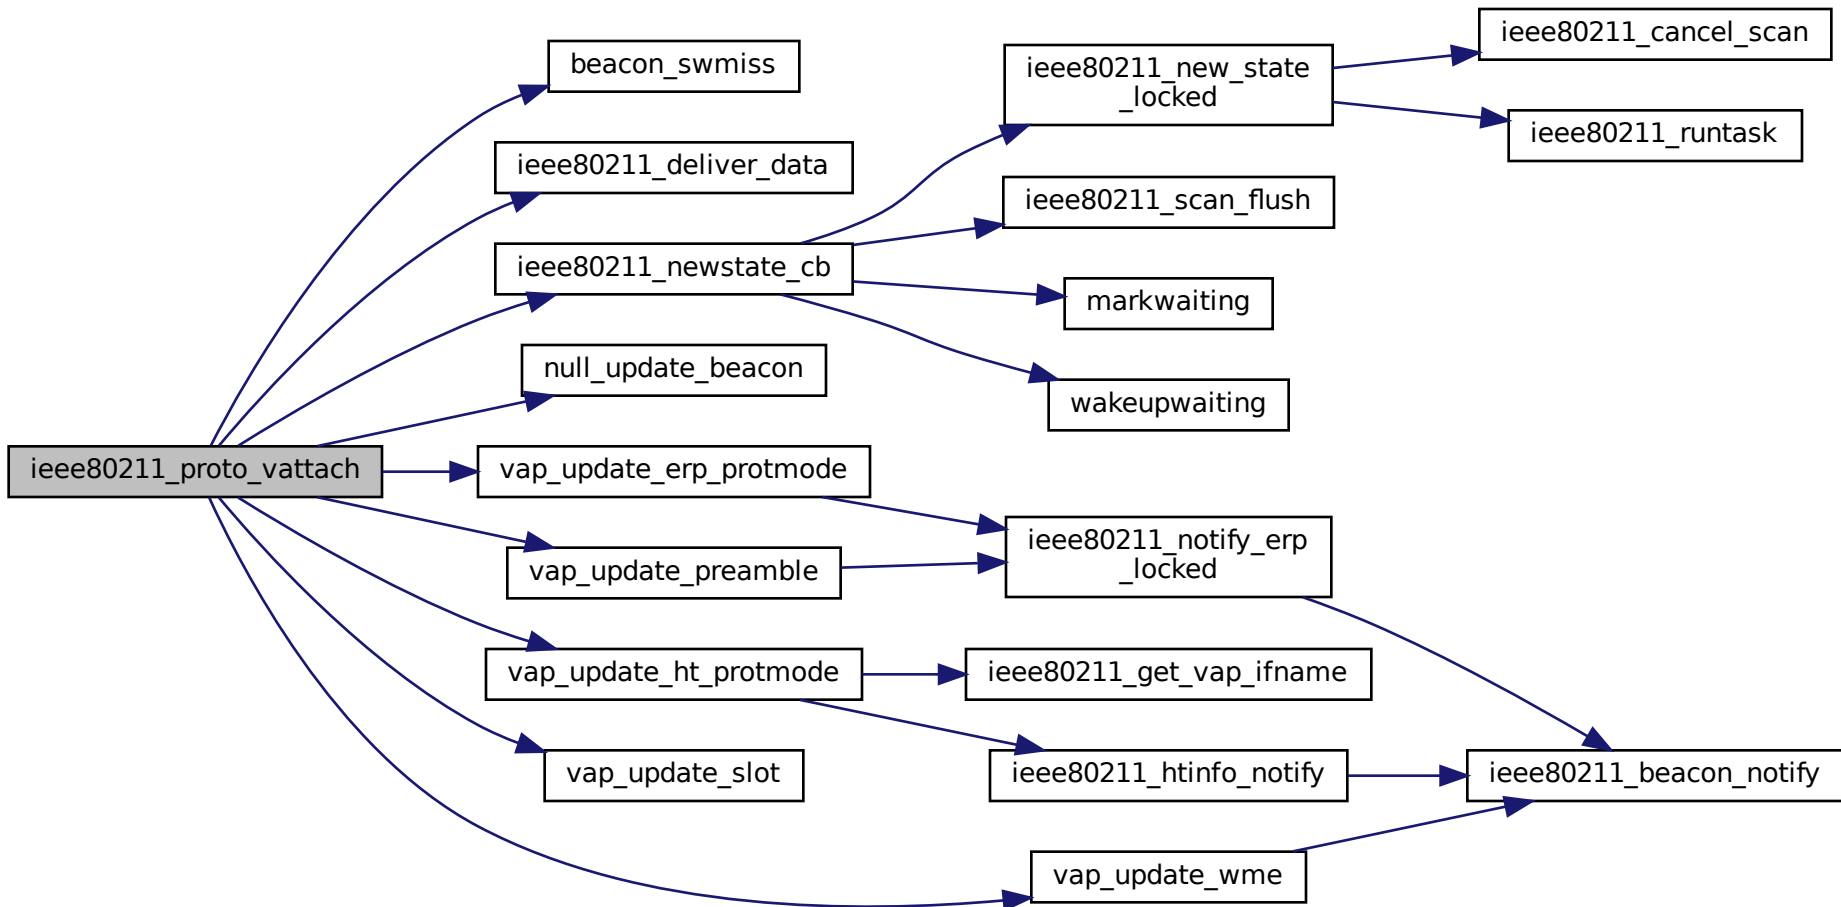 ieee80211_proto_vattach
beacon_swmiss
ieee80211_deliver_data
ieee80211_newstate_cb
null_update_beacon
vap_update_erp_protmode
vap_update_preamble
vap_update_ht_protmode
vap_update_slot
vap_update_wme
ieee80211_new_state
_locked
ieee80211_scan_flush
markwaiting
wakeupwaiting
ieee80211_notify_erp
_locked
ieee80211_get_vap_ifname
ieee80211_htinfo_notify
ieee80211_cancel_scan
ieee80211_runtask
ieee80211_beacon_notify